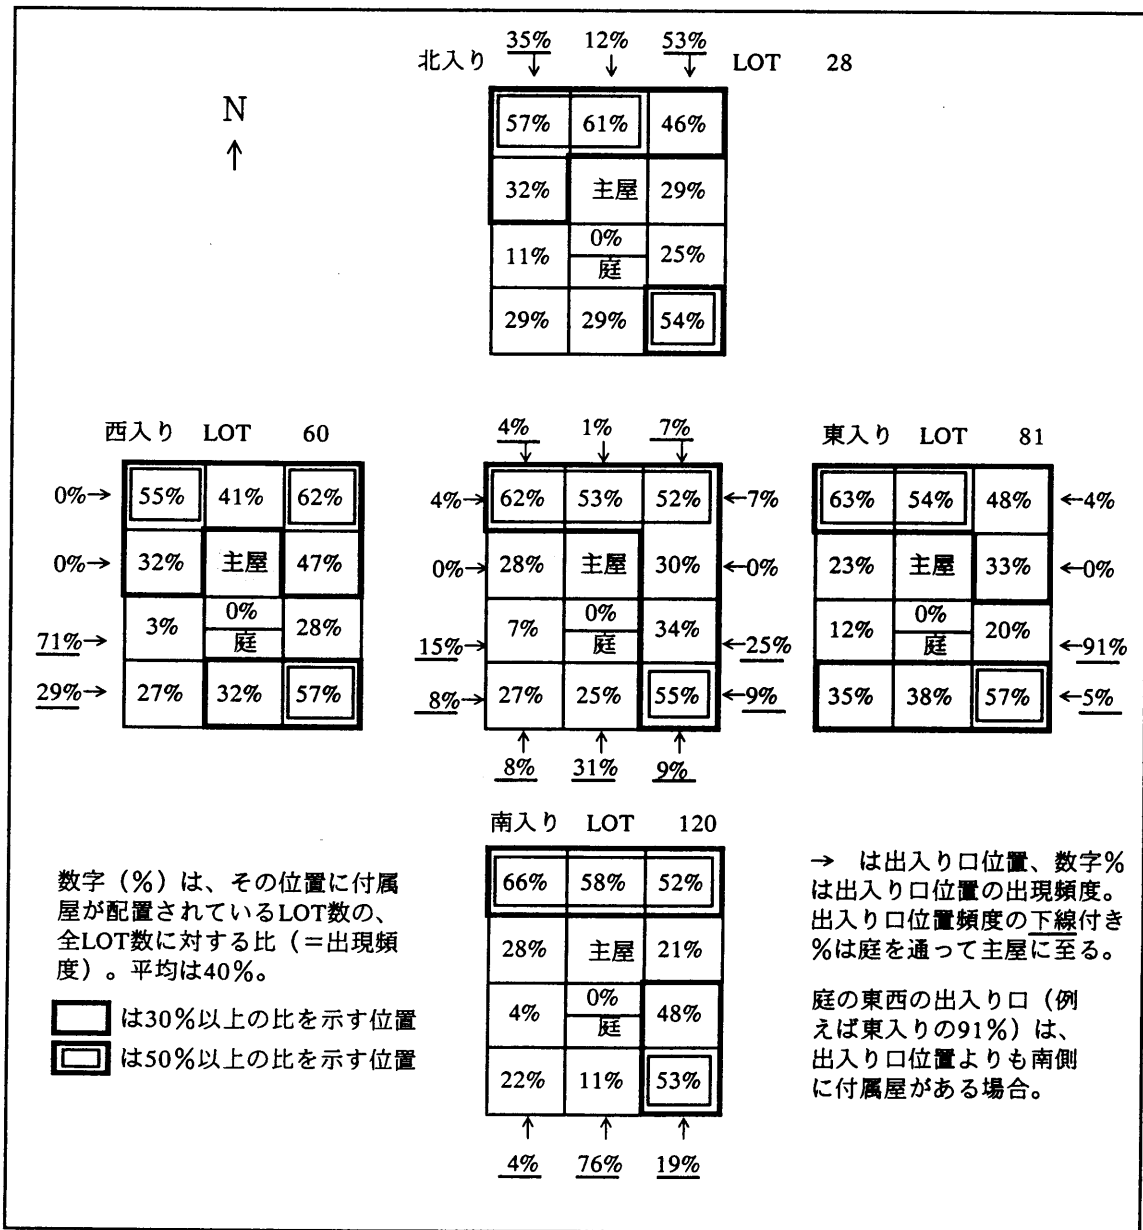 北入り 35% 12% 53% LOT 28
↓ ↓ ↓
N
↑
57% 61% 46%
32% 主屋 29%
11% 0% 庭 25%
29% 29% 54%
西入り LOT 60
0%→ 55% 41% 62%
0%→ 32% 主屋 47%
71%→ 3% 0% 庭 28%
29%→ 27% 32% 57%
4% 1% 7%
↓ ↓ ↓
4%→ 62% 53% 52% ←7%
0%→ 28% 主屋 30% ←0%
15%→ 7% 0% 庭 34% ←25%
8%→ 27% 25% 55% ←9%
↑ ↑ ↑
8% 31% 9%
東入り LOT 81
63% 54% 48% ←4%
23% 主屋 33% ←0%
12% 0% 庭 20% ←91%
35% 38% 57% ←5%
南入り LOT 120
66% 58% 52%
28% 主屋 21%
4% 0% 庭 48%
22% 11% 53%
↑ ↑ ↑
4% 76% 19%
数字(%)は、その位置に付属
屋が配置されているLOT数の、
全LOT数に対する比(=出現頻
度)。平均は40%。
は30%以上の比を示す位置
は50%以上の比を示す位置
→ は出入り口位置、数字%
は出入り口位置の出現頻度。
出入り口位置頻度の下線付き
%は庭を通って主屋に至る。
庭の東西の出入り口(例
えば東入りの91%)は、
出入り口位置よりも南側
に付属屋がある場合。